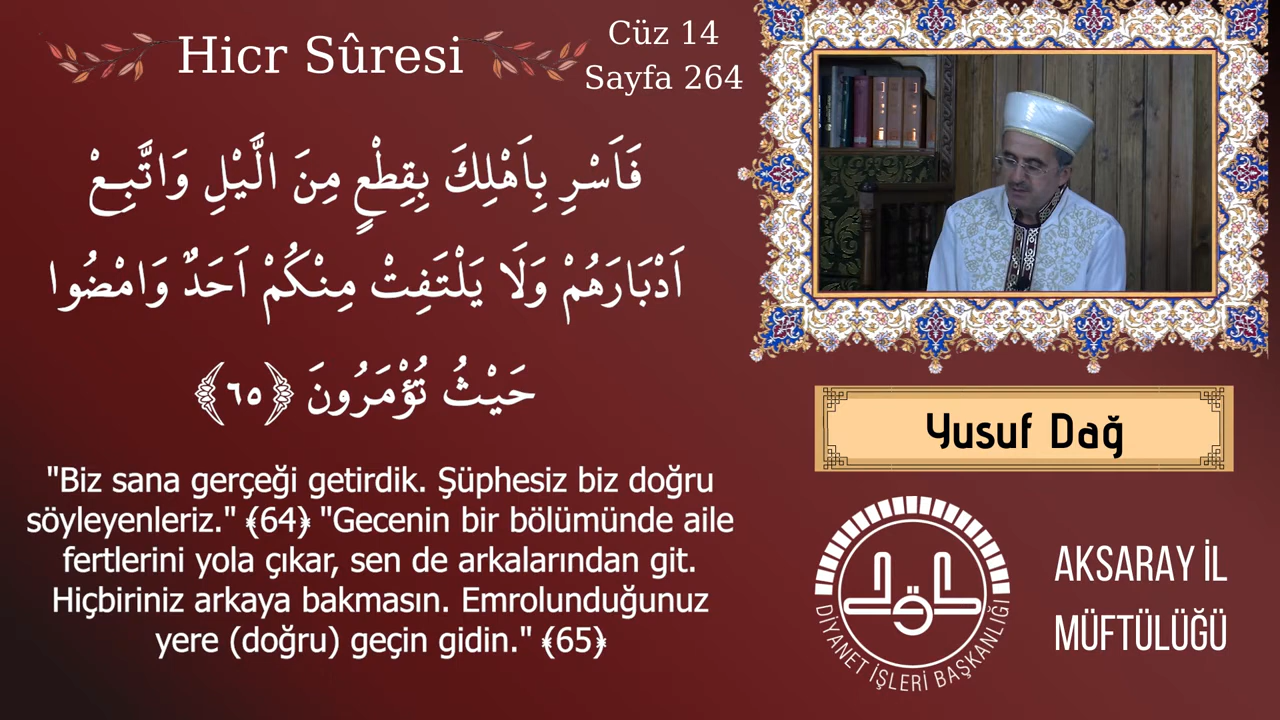 Hicr Sûresi
Cüz 14
Sayfa 264
فَاَسْرِ بِاَهْلِكَ بِقِطْعٍ مِنَ الَّيْلِ وَاتَّبِعْ
اَدْبَارَهُمْ وَلَا يَلْتَفِتْ مِنْكُمْ اَحَدٌ وَامْضُوا
حَيْثُ تُؤْمَرُونَ ﴿٦٥﴾
"Biz sana gerçeği getirdik. Şüphesiz biz doğru
söyleyenleriz." ﴾64﴿ "Gecenin bir bölümünde aile
fertlerini yola çıkar, sen de arkalarından git.
Hiçbiriniz arkaya bakmasın. Emrolunduğunuz
yere (doğru) geçin gidin." ﴾65﴿
Yusuf Dağ
DİYANET İŞLERİ BAŞKANLIĞI
AKSARAY İL
MÜFTÜLÜĞÜ